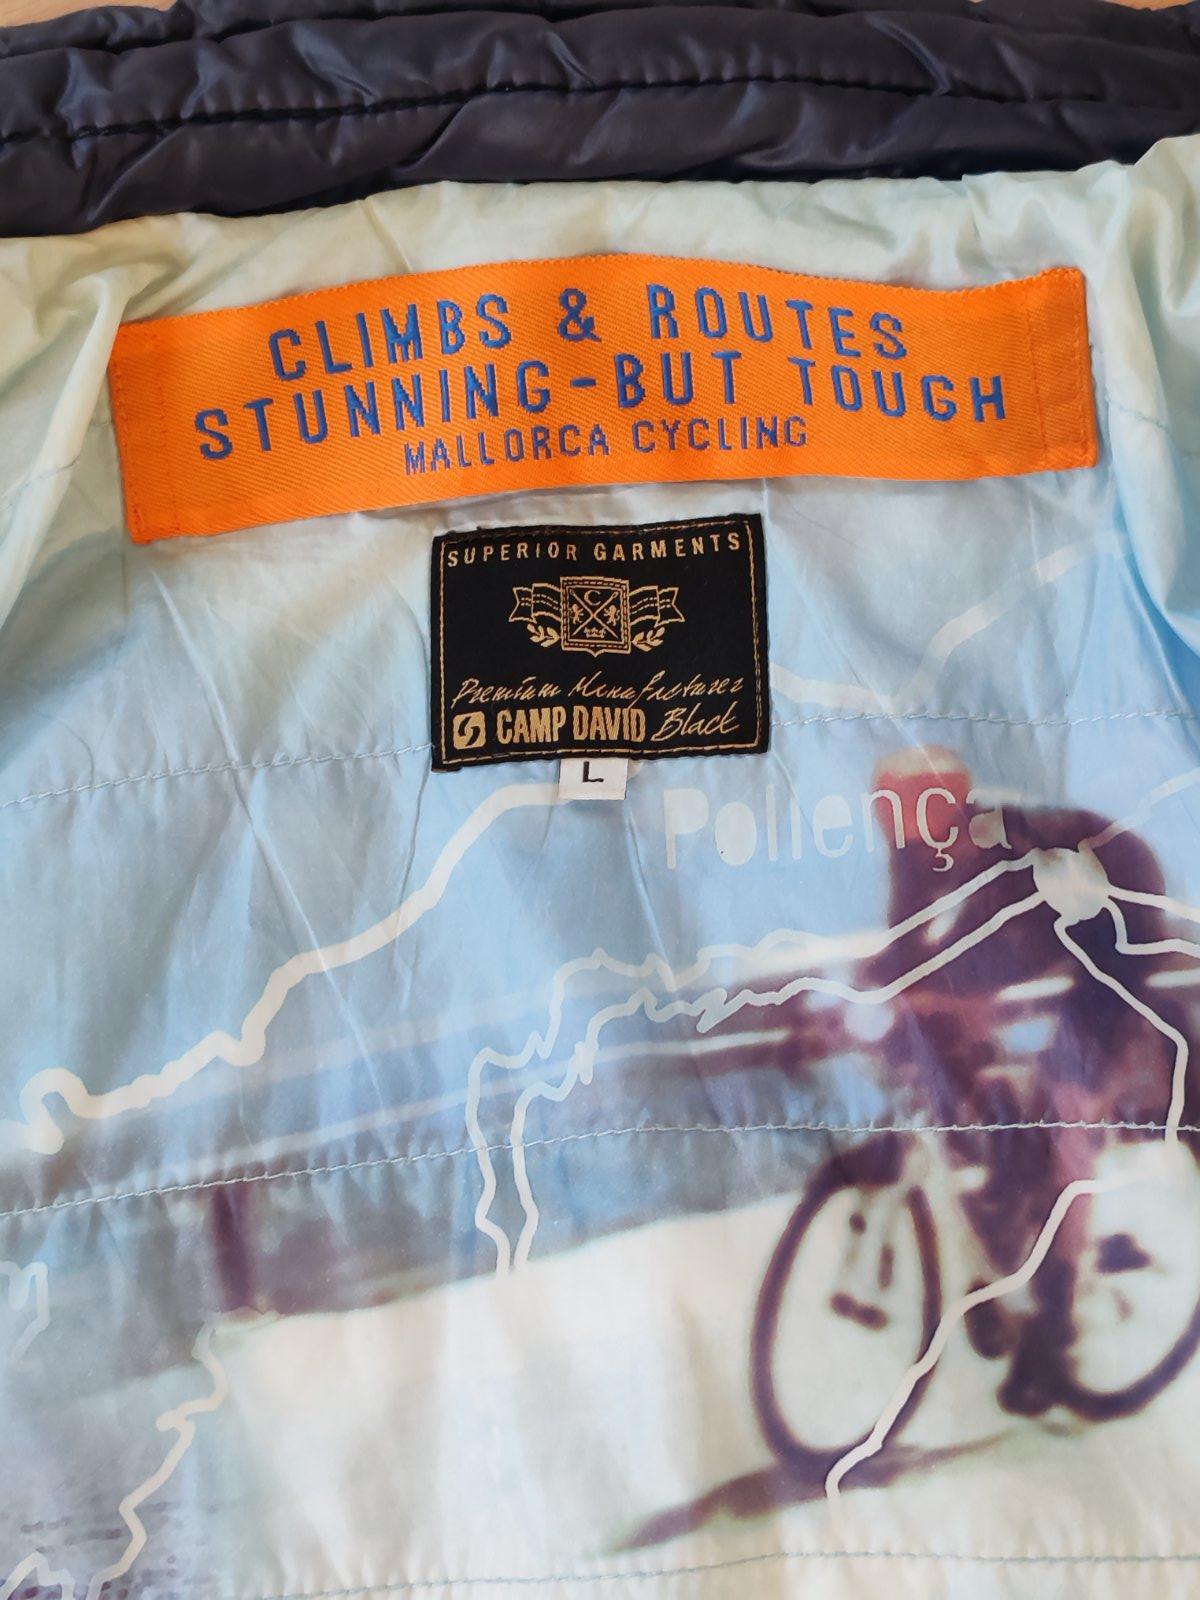 CLIMBS & ROUTES
STUNNING-BUT TOUGH
MALLORCA CYCLING
SUPERIOR GARMENTS
C
Premium Manufacturer
CAMP DAVID Black
L
Pollença